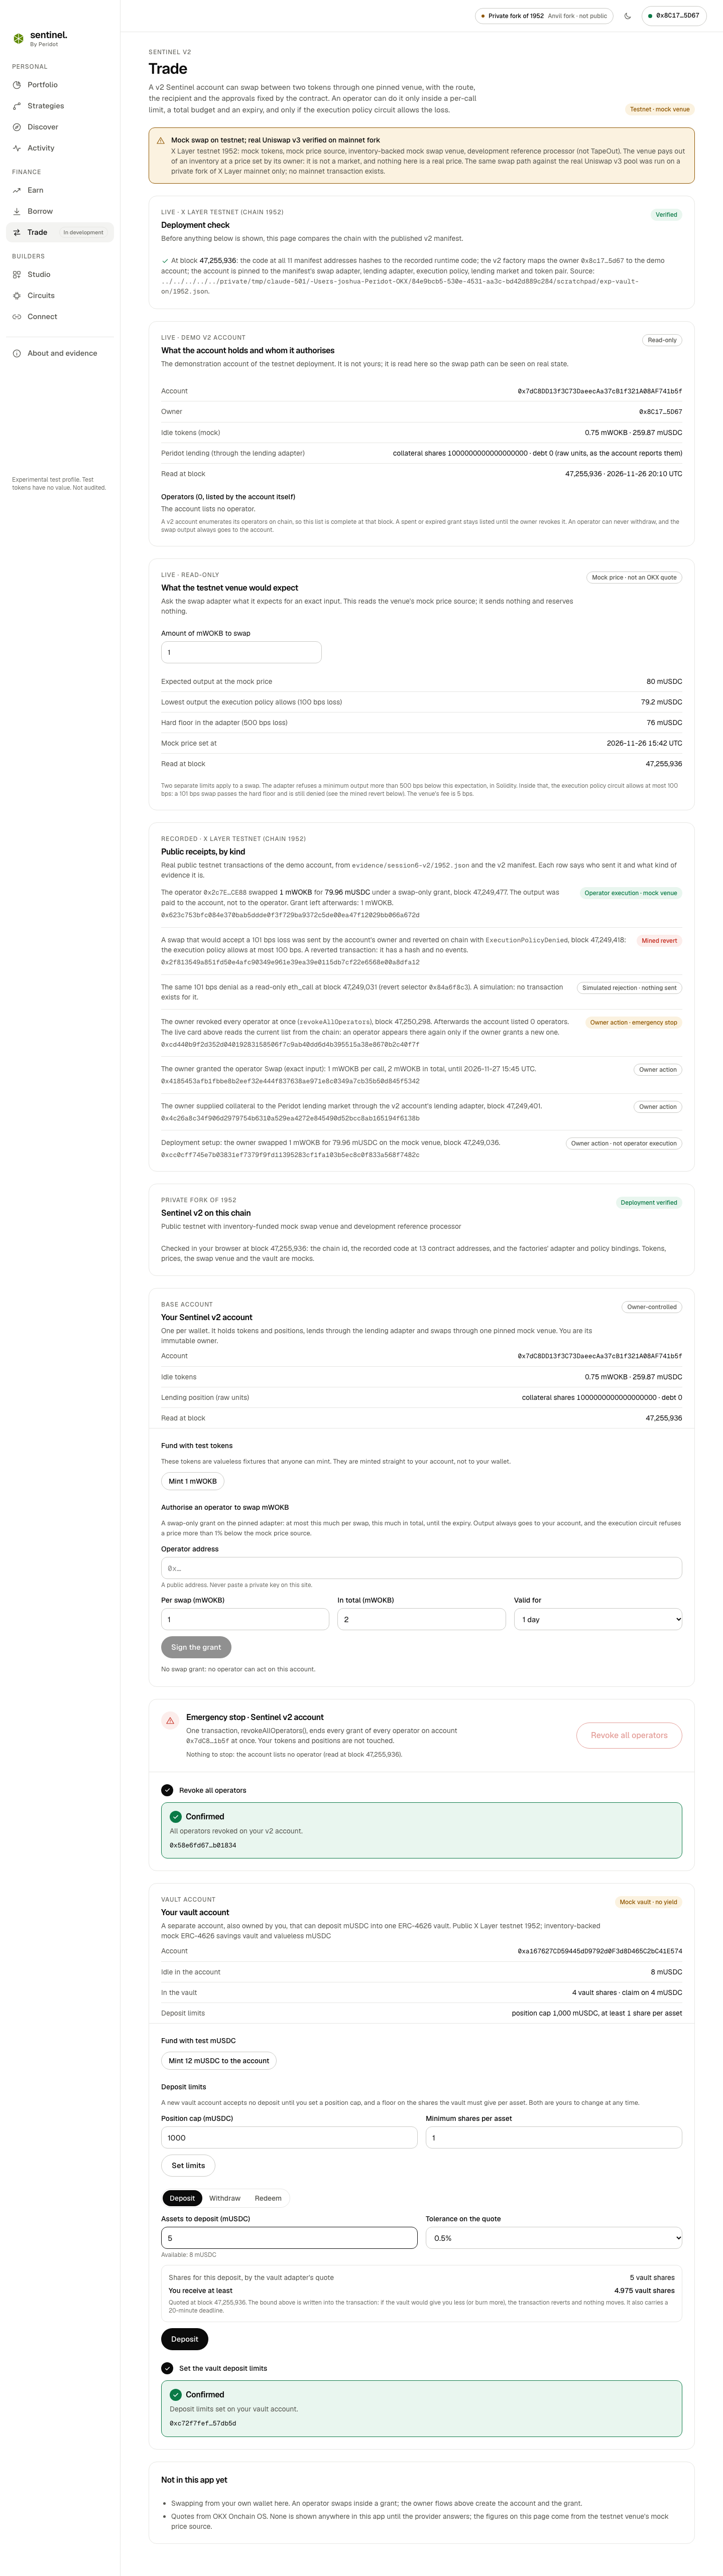 sentinel.
By Peridot
PERSONAL
Portfolio
Strategies
Discover
Activity
FINANCE
Earn
Borrow
Trade
In development
BUILDERS
Studio
Circuits
Connect
About and evidence
Experimental test profile. Test
tokens have no value. Not audited.
Private fork of 1952 Anvil fork · not public
0x8C17…5D67
SENTINEL V2
Trade
A v2 Sentinel account can swap between two tokens through one pinned venue, with the route,
the recipient and the approvals fixed by the contract. An operator can do it only inside a per-call
limit, a total budget and an expiry, and only if the execution policy circuit allows the loss.
Testnet · mock venue
Mock swap on testnet; real Uniswap v3 verified on mainnet fork
X Layer testnet 1952: mock tokens, mock price source, inventory-backed mock swap venue, development reference processor (not TapeOut). The venue pays out
of an inventory at a price set by its owner: it is not a market, and nothing here is a real price. The same swap path against the real Uniswap v3 pool was run on a
private fork of X Layer mainnet only; no mainnet transaction exists.
LIVE · X LAYER TESTNET (CHAIN 1952)
Verified
Deployment check
Before anything below is shown, this page compares the chain with the published v2 manifest.
At block 47,255,936: the code at all 11 manifest addresses hashes to the recorded runtime code; the v2 factory maps the owner 0x8c17…5d67 to the demo
account; the account is pinned to the manifest's swap adapter, lending adapter, execution policy, lending market and token pair. Source:
../../../../../private/tmp/claude-501/-Users-joshua-Peridot-OKX/84e9bcb5-530e-4531-aa3c-bd42d889c284/scratchpad/exp-vault-
on/1952.json.
LIVE · DEMO V2 ACCOUNT
Read-only
What the account holds and whom it authorises
The demonstration account of the testnet deployment. It is not yours; it is read here so the swap path can be seen on real state.
Account
0x7dC8DD13f3C73DaeecAa37cB1f321A08AF741b5f
Owner
0x8C17…5D67
Idle tokens (mock)
0.75 mWOKB · 259.87 mUSDC
Peridot lending (through the lending adapter)
collateral shares 1000000000000000000 · debt 0 (raw units, as the account reports them)
Read at block
47,255,936 · 2026-11-26 20:10 UTC
Operators (0, listed by the account itself)
The account lists no operator.
A v2 account enumerates its operators on chain, so this list is complete at that block. A spent or expired grant stays listed until the owner revokes it. An operator can never withdraw, and the
swap output always goes to the account.
LIVE · READ-ONLY
Mock price · not an OKX quote
What the testnet venue would expect
Ask the swap adapter what it expects for an exact input. This reads the venue's mock price source; it sends nothing and reserves
nothing.
Amount of mWOKB to swap
1
Expected output at the mock price
80 mUSDC
Lowest output the execution policy allows (100 bps loss)
79.2 mUSDC
Hard floor in the adapter (500 bps loss)
76 mUSDC
Mock price set at
2026-11-26 15:42 UTC
Read at block
47,255,936
Two separate limits apply to a swap. The adapter refuses a minimum output more than 500 bps below this expectation, in Solidity. Inside that, the execution policy circuit allows at most 100
bps: a 101 bps swap passes the hard floor and is still denied (see the mined revert below). The venue's fee is 5 bps.
RECORDED · X LAYER TESTNET (CHAIN 1952)
Public receipts, by kind
Real public testnet transactions of the demo account, from evidence/session6-v2/1952.json and the v2 manifest. Each row says who sent it and what kind of
evidence it is.
The operator 0x2c7E…CE88 swapped 1 mWOKB for 79.96 mUSDC under a swap-only grant, block 47,249,477. The output was
paid to the account, not to the operator. Grant left afterwards: 1 mWOKB.
Operator execution · mock venue
0x623c753bfc084e370bab5ddde0f3f729ba9372c5de00ea47f12029bb066a672d
A swap that would accept a 101 bps loss was sent by the account's owner and reverted on chain with ExecutionPolicyDenied, block 47,249,418:
the execution policy allows at most 100 bps. A reverted transaction: it has a hash and no events.
Mined revert
0x2f813549a851fd50e4afc90349e961e39ea39e0115db7cf22e6568e00a8dfa12
The same 101 bps denial as a read-only eth_call at block 47,249,031 (revert selector 0x84a6f8c3). A simulation: no transaction
exists for it.
Simulated rejection · nothing sent
The owner revoked every operator at once (revokeAllOperators), block 47,250,298. Afterwards the account listed 0 operators.
The live card above reads the current list from the chain: an operator appears there again only if the owner grants a new one.
Owner action · emergency stop
0xcd440b9f2d352d04019283158506f7c9ab40dd6d4b395515a38e8670b2c40f7f
The owner granted the operator Swap (exact input): 1 mWOKB per call, 2 mWOKB in total, until 2026-11-27 15:45 UTC.
Owner action
0x4185453afb1fbbe8b2eef32e444f837638ae971e8c0349a7cb35b50d845f5342
The owner supplied collateral to the Peridot lending market through the v2 account's lending adapter, block 47,249,401.
Owner action
0x4c26a8c34f906d2979754b6310a529ea4272e845490d52bcc8ab165194f6138b
Deployment setup: the owner swapped 1 mWOKB for 79.96 mUSDC on the mock venue, block 47,249,036.
Owner action · not operator execution
0xcc0cff745e7b03831ef7379f9fd11395283cf1fa103b5ec8c0f833a568f7482c
PRIVATE FORK OF 1952
Deployment verified
Sentinel v2 on this chain
Public testnet with inventory-funded mock swap venue and development reference processor
Checked in your browser at block 47,255,936: the chain id, the recorded code at 13 contract addresses, and the factories' adapter and policy bindings. Tokens,
prices, the swap venue and the vault are mocks.
BASE ACCOUNT
Owner-controlled
Your Sentinel v2 account
One per wallet. It holds tokens and positions, lends through the lending adapter and swaps through one pinned mock venue. You are its
immutable owner.
Account
0x7dC8DD13f3C73DaeecAa37cB1f321A08AF741b5f
Idle tokens
0.75 mWOKB · 259.87 mUSDC
Lending position (raw units)
collateral shares 1000000000000000000 · debt 0
Read at block
47,255,936
Fund with test tokens
These tokens are valueless fixtures that anyone can mint. They are minted straight to your account, not to your wallet.
Mint 1 mWOKB
Authorise an operator to swap mWOKB
A swap-only grant on the pinned adapter: at most this much per swap, this much in total, until the expiry. Output always goes to your account, and the execution circuit refuses
a price more than 1% below the mock price source.
Operator address
0x…
A public address. Never paste a private key on this site.
Per swap (mWOKB)
In total (mWOKB)
Valid for
1
2
1 day
Sign the grant
No swap grant: no operator can act on this account.
Emergency stop · Sentinel v2 account
One transaction, revokeAllOperators(), ends every grant of every operator on account
0x7dC8…1b5f at once. Your tokens and positions are not touched.
Nothing to stop: the account lists no operator (read at block 47,255,936).
Revoke all operators
Revoke all operators
Confirmed
All operators revoked on your v2 account.
0x58e6fd67…b01834
VAULT ACCOUNT
Mock vault · no yield
Your vault account
A separate account, also owned by you, that can deposit mUSDC into one ERC-4626 vault. Public X Layer testnet 1952; inventory-backed
mock ERC-4626 savings vault and valueless mUSDC
Account
0xa167627CD59445dD9792d0F3d8D465C2bC41E574
Idle in the account
8 mUSDC
In the vault
4 vault shares · claim on 4 mUSDC
Deposit limits
position cap 1,000 mUSDC, at least 1 share per asset
Fund with test mUSDC
Mint 12 mUSDC to the account
Deposit limits
A new vault account accepts no deposit until you set a position cap, and a floor on the shares the vault must give per asset. Both are yours to change at any time.
Position cap (mUSDC)
Minimum shares per asset
1000
1
Set limits
Deposit
Withdraw
Redeem
Assets to deposit (mUSDC)
Tolerance on the quote
5
0.5%
Available: 8 mUSDC
Shares for this deposit, by the vault adapter's quote
5 vault shares
You receive at least
4.975 vault shares
Quoted at block 47,255,936. The bound above is written into the transaction: if the vault would give you less (or burn more), the transaction reverts and nothing moves. It also carries a
20-minute deadline.
Deposit
Set the vault deposit limits
Confirmed
Deposit limits set on your vault account.
0xc72f7fef…57db5d
Not in this app yet
Swapping from your own wallet here. An operator swaps inside a grant; the owner flows above create the account and the grant.
Quotes from OKX Onchain OS. None is shown anywhere in this app until the provider answers; the figures on this page come from the testnet venue's mock
price source.